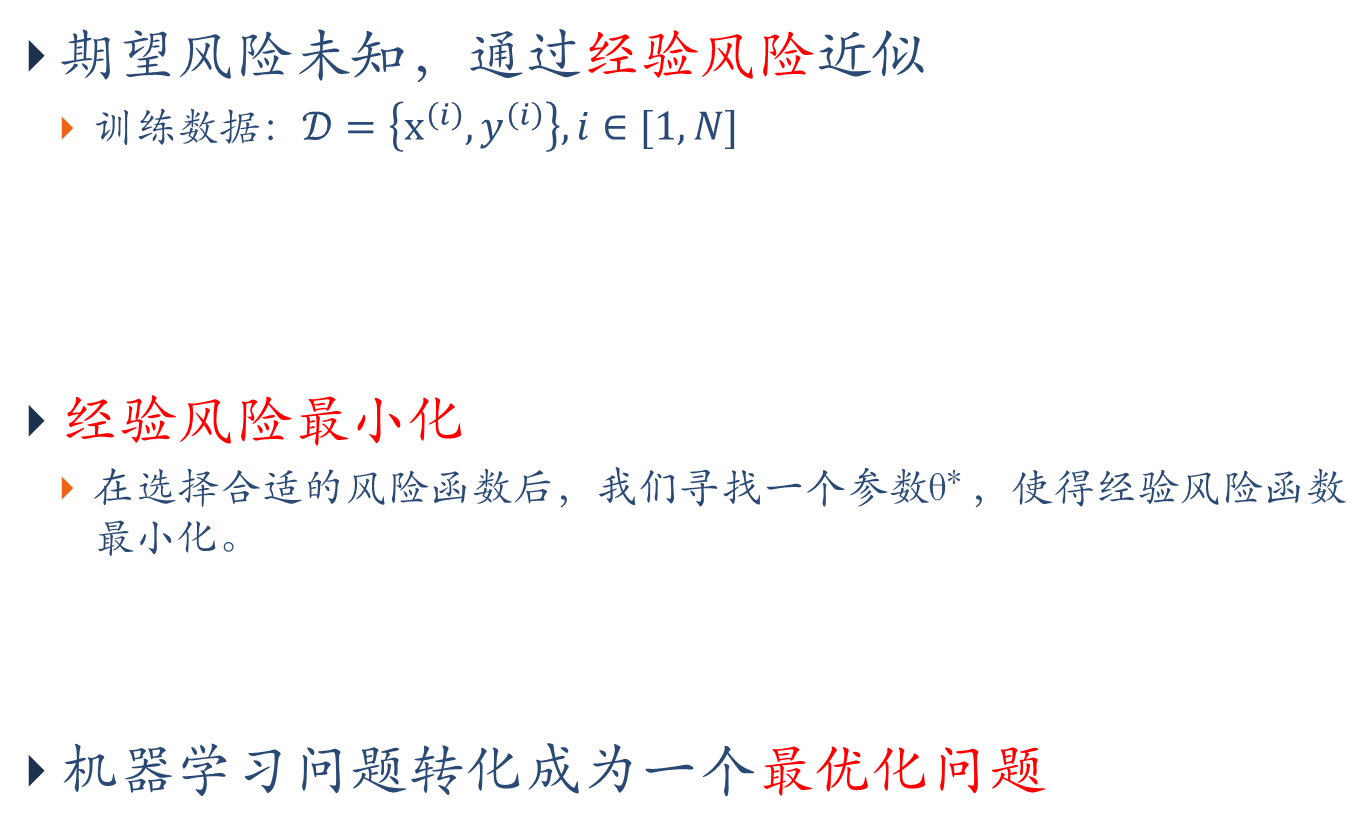 期望风险未知，通过经验风险近似
训练数据：𝒟 = {x^(i), y^(i)}, i ∈ [1, N]
经验风险最小化
在选择合适的风险函数后，我们寻找一个参数θ*，使得经验风险函数
最小化。
机器学习问题转化成为一个最优化问题